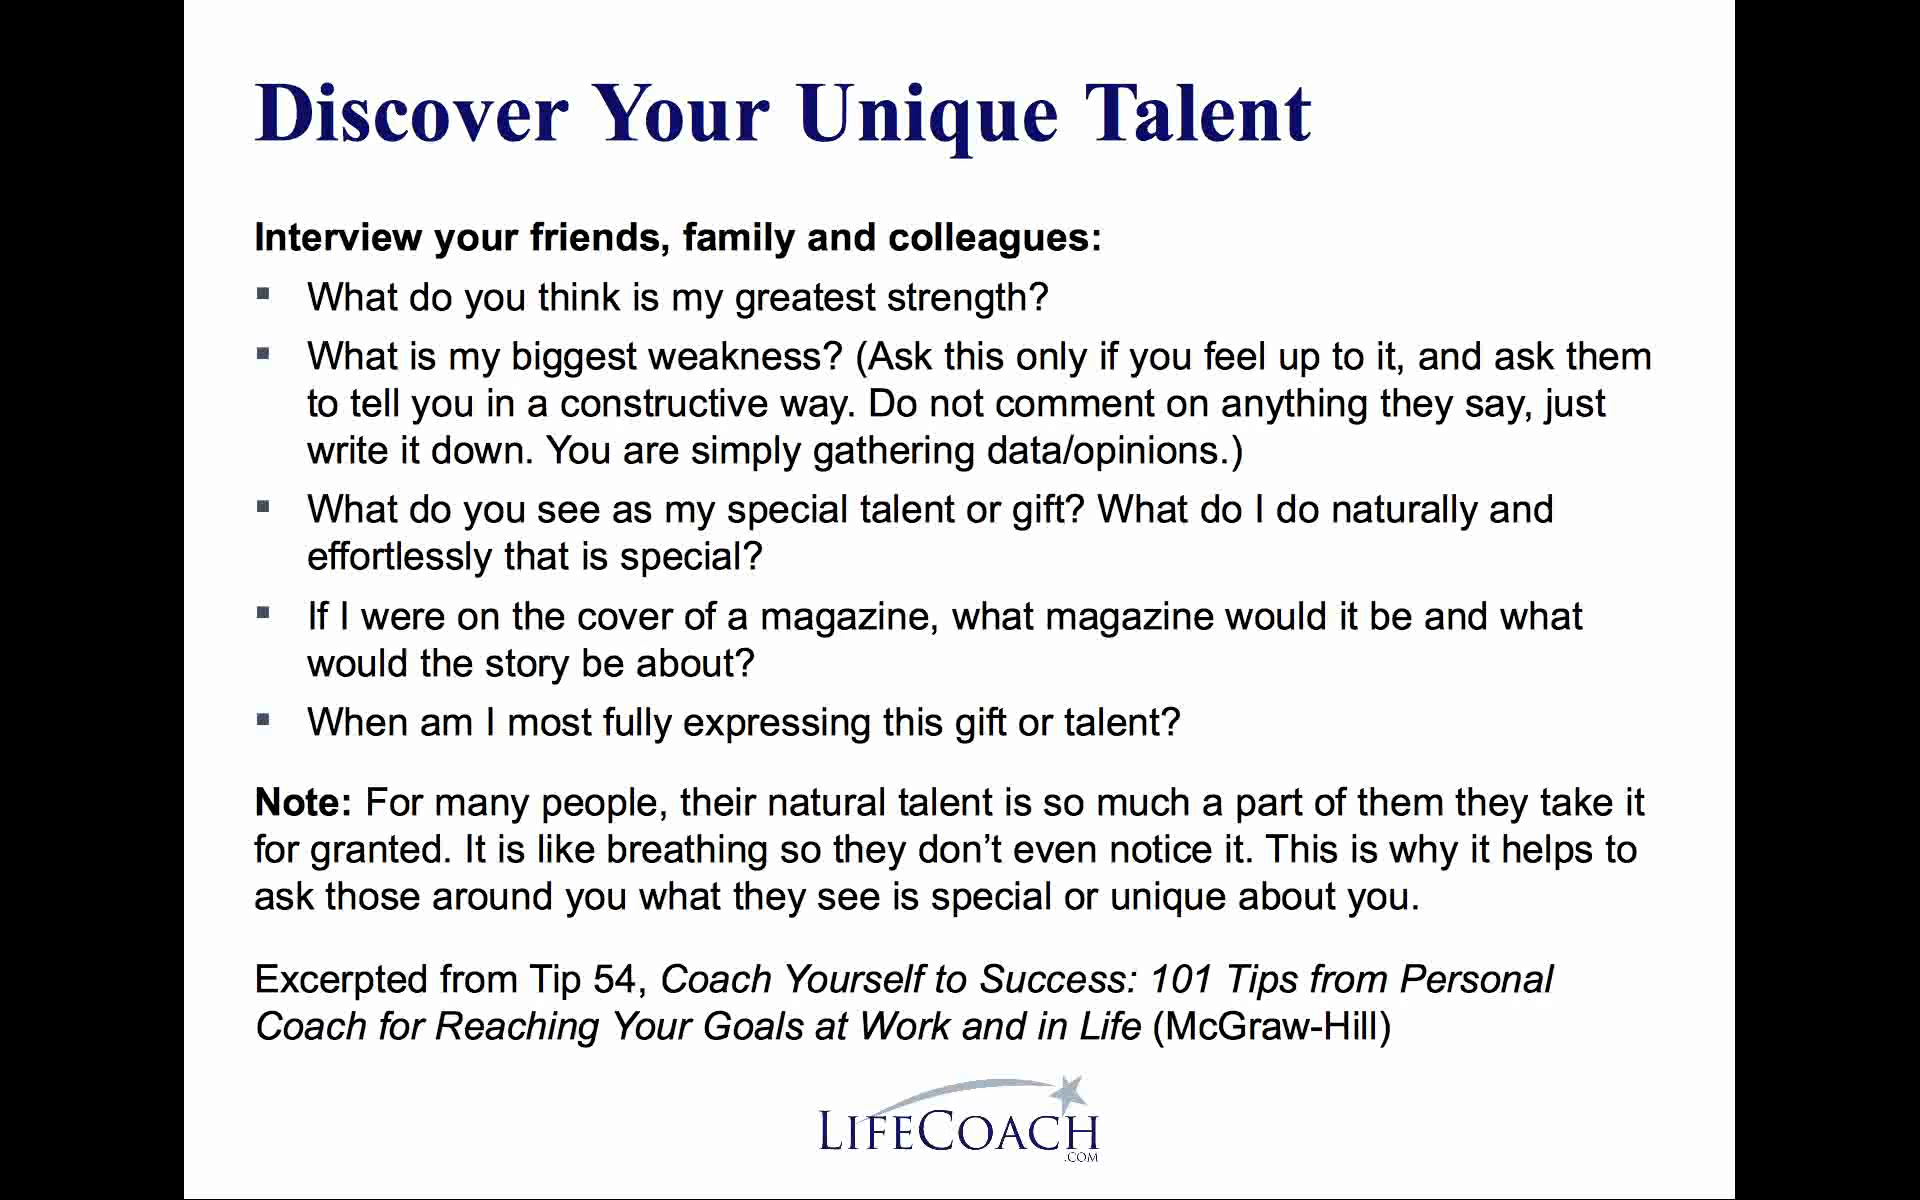 Discover Your Unique Talent
Interview your friends, family and colleagues:
▪ What do you think is my greatest strength?
▪ What is my biggest weakness? (Ask this only if you feel up to it, and ask them
to tell you in a constructive way. Do not comment on anything they say, just
write it down. You are simply gathering data/opinions.)
▪ What do you see as my special talent or gift? What do I do naturally and
effortlessly that is special?
▪ If I were on the cover of a magazine, what magazine would it be and what
would the story be about?
▪ When am I most fully expressing this gift or talent?
Note: For many people, their natural talent is so much a part of them they take it
for granted. It is like breathing so they don’t even notice it. This is why it helps to
ask those around you what they see is special or unique about you.
Excerpted from Tip 54, Coach Yourself to Success: 101 Tips from Personal
Coach for Reaching Your Goals at Work and in Life (McGraw-Hill)
LIFECOACH
.COM